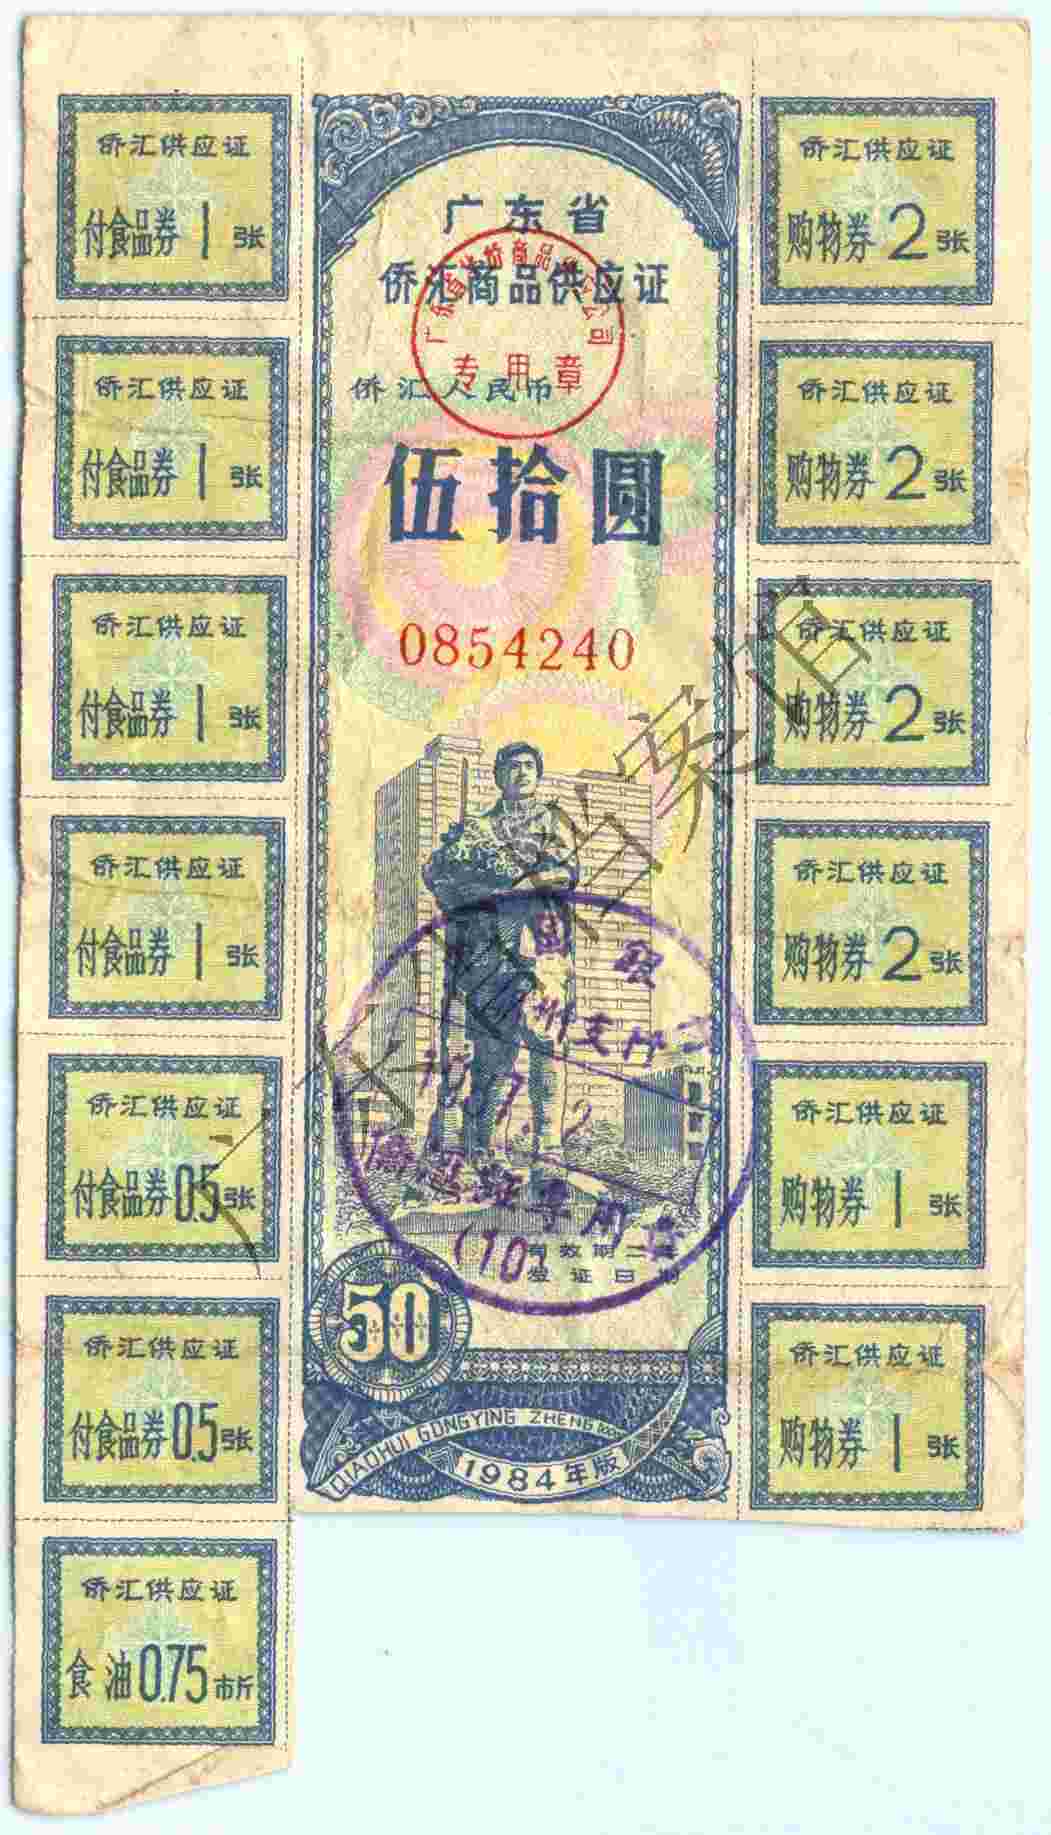 侨汇供应证
付食品券 1 张
侨汇供应证
付食品券 1 张
侨汇供应证
付食品券 1 张
侨汇供应证
付食品券 1 张
侨汇供应证
付食品券 0.5 张
侨汇供应证
付食品券 0.5 张
侨汇供应证
食油 0.75 市斤
广东省
侨汇商品供应证
专用章
侨汇人民币
伍拾圆
0854240
有效期二年
发证日期
50
QIAOHUI GONGYING ZHENG
1984年版
侨汇供应证
购物券 2 张
侨汇供应证
购物券 2 张
侨汇供应证
购物券 2 张
侨汇供应证
购物券 2 张
侨汇供应证
购物券 1 张
侨汇供应证
购物券 1 张